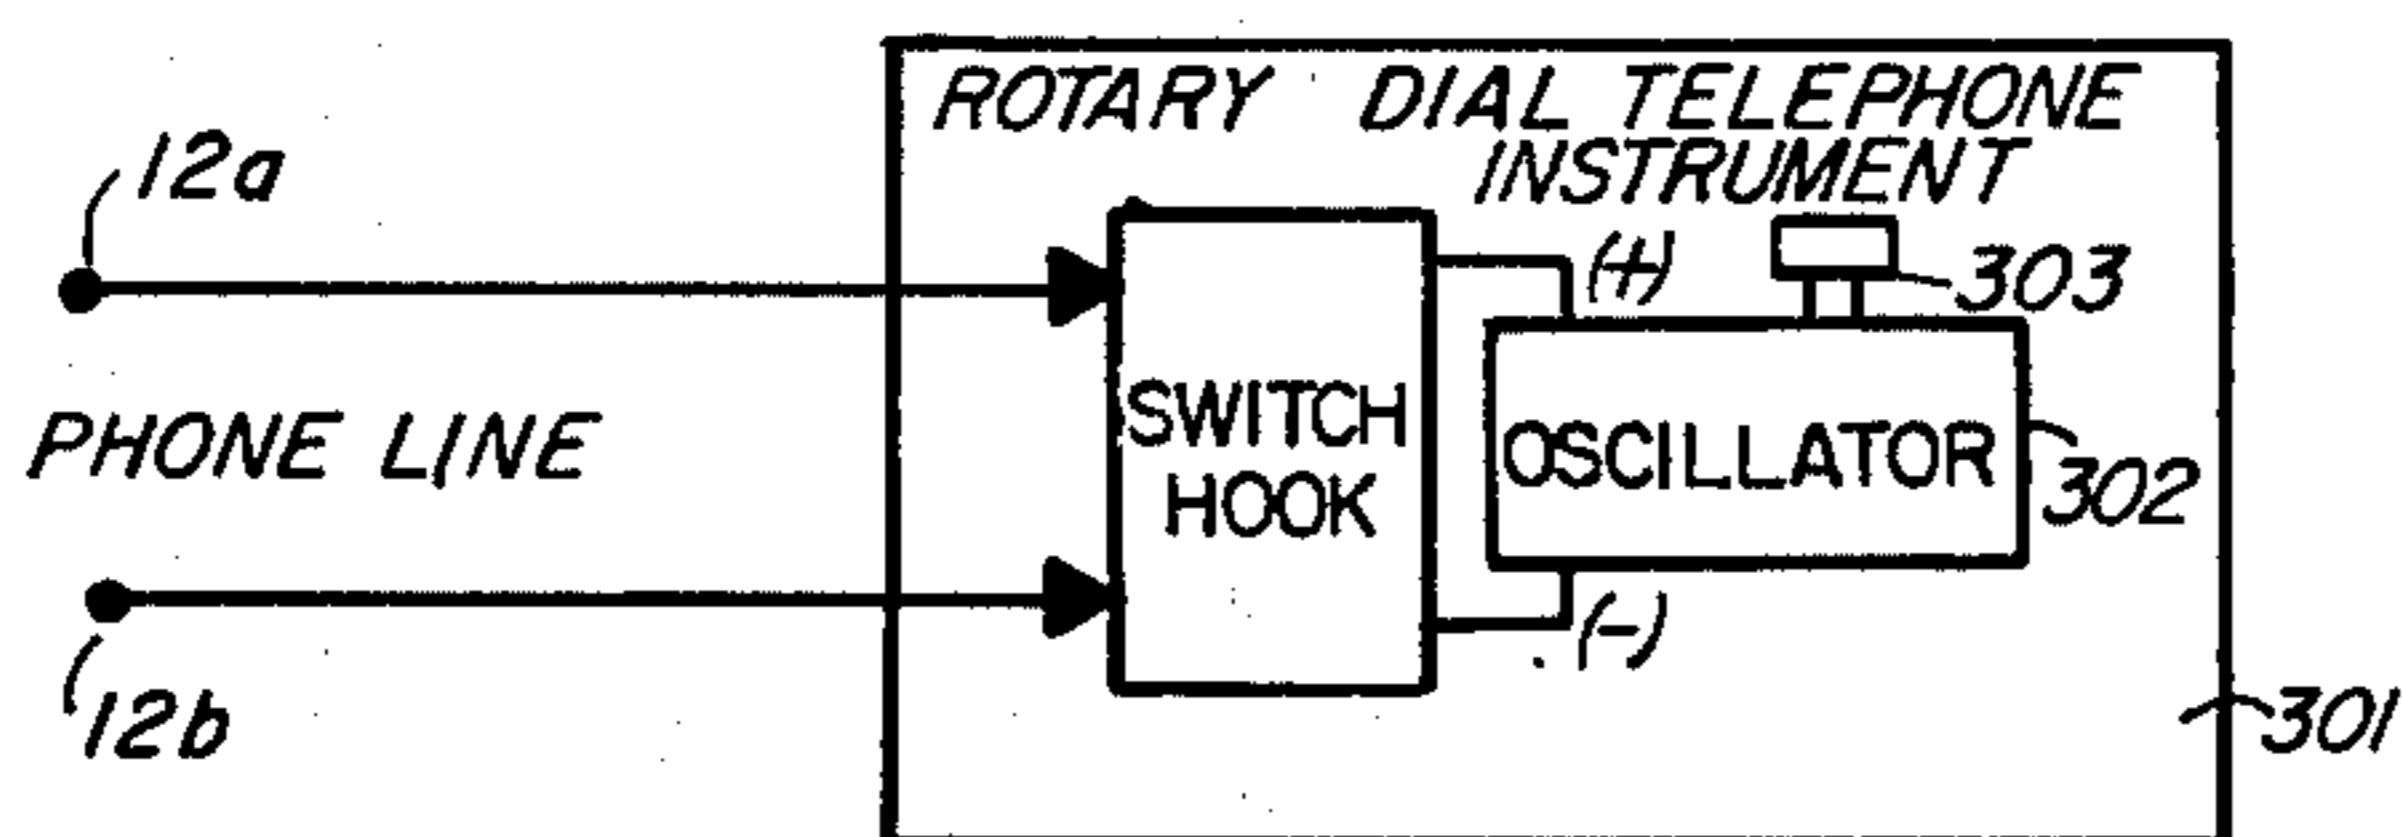 ROTARY DIAL TELEPHONE
INSTRUMENT
12a
(+)
303
PHONE LINE
SWITCH
HOOK
OSCILLATOR
302
(-)
12b
301